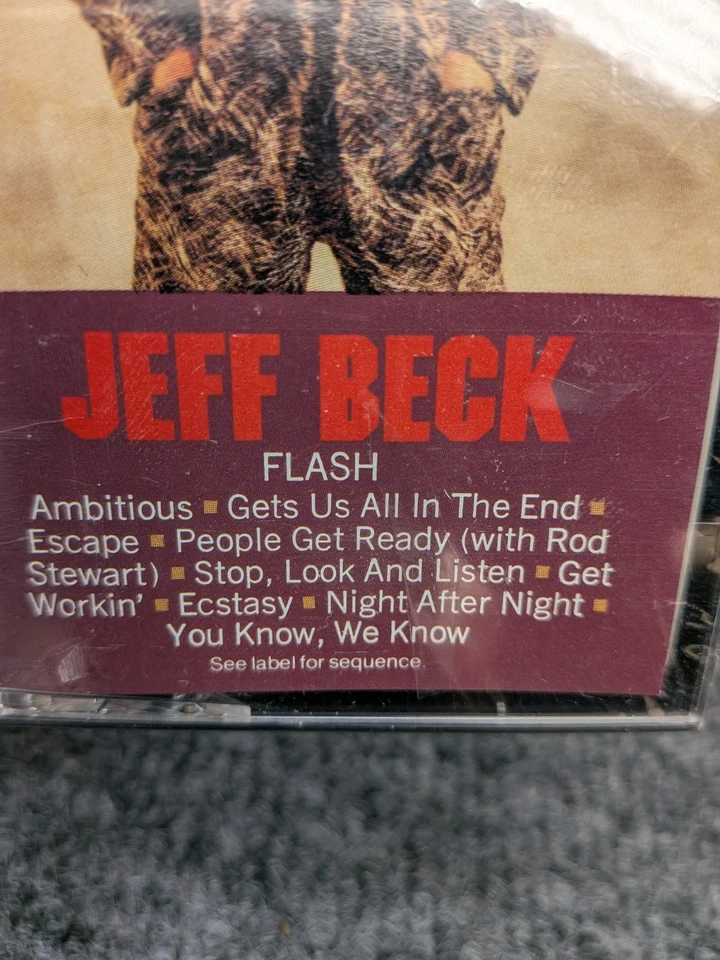 JEFF BECK
FLASH
Ambitious ▪ Gets Us All In The End ▪
Escape ▪ People Get Ready (with Rod
Stewart) ▪ Stop, Look And Listen ▪ Get
Workin' ▪ Ecstasy ▪ Night After Night ▪
You Know, We Know
See label for sequence.